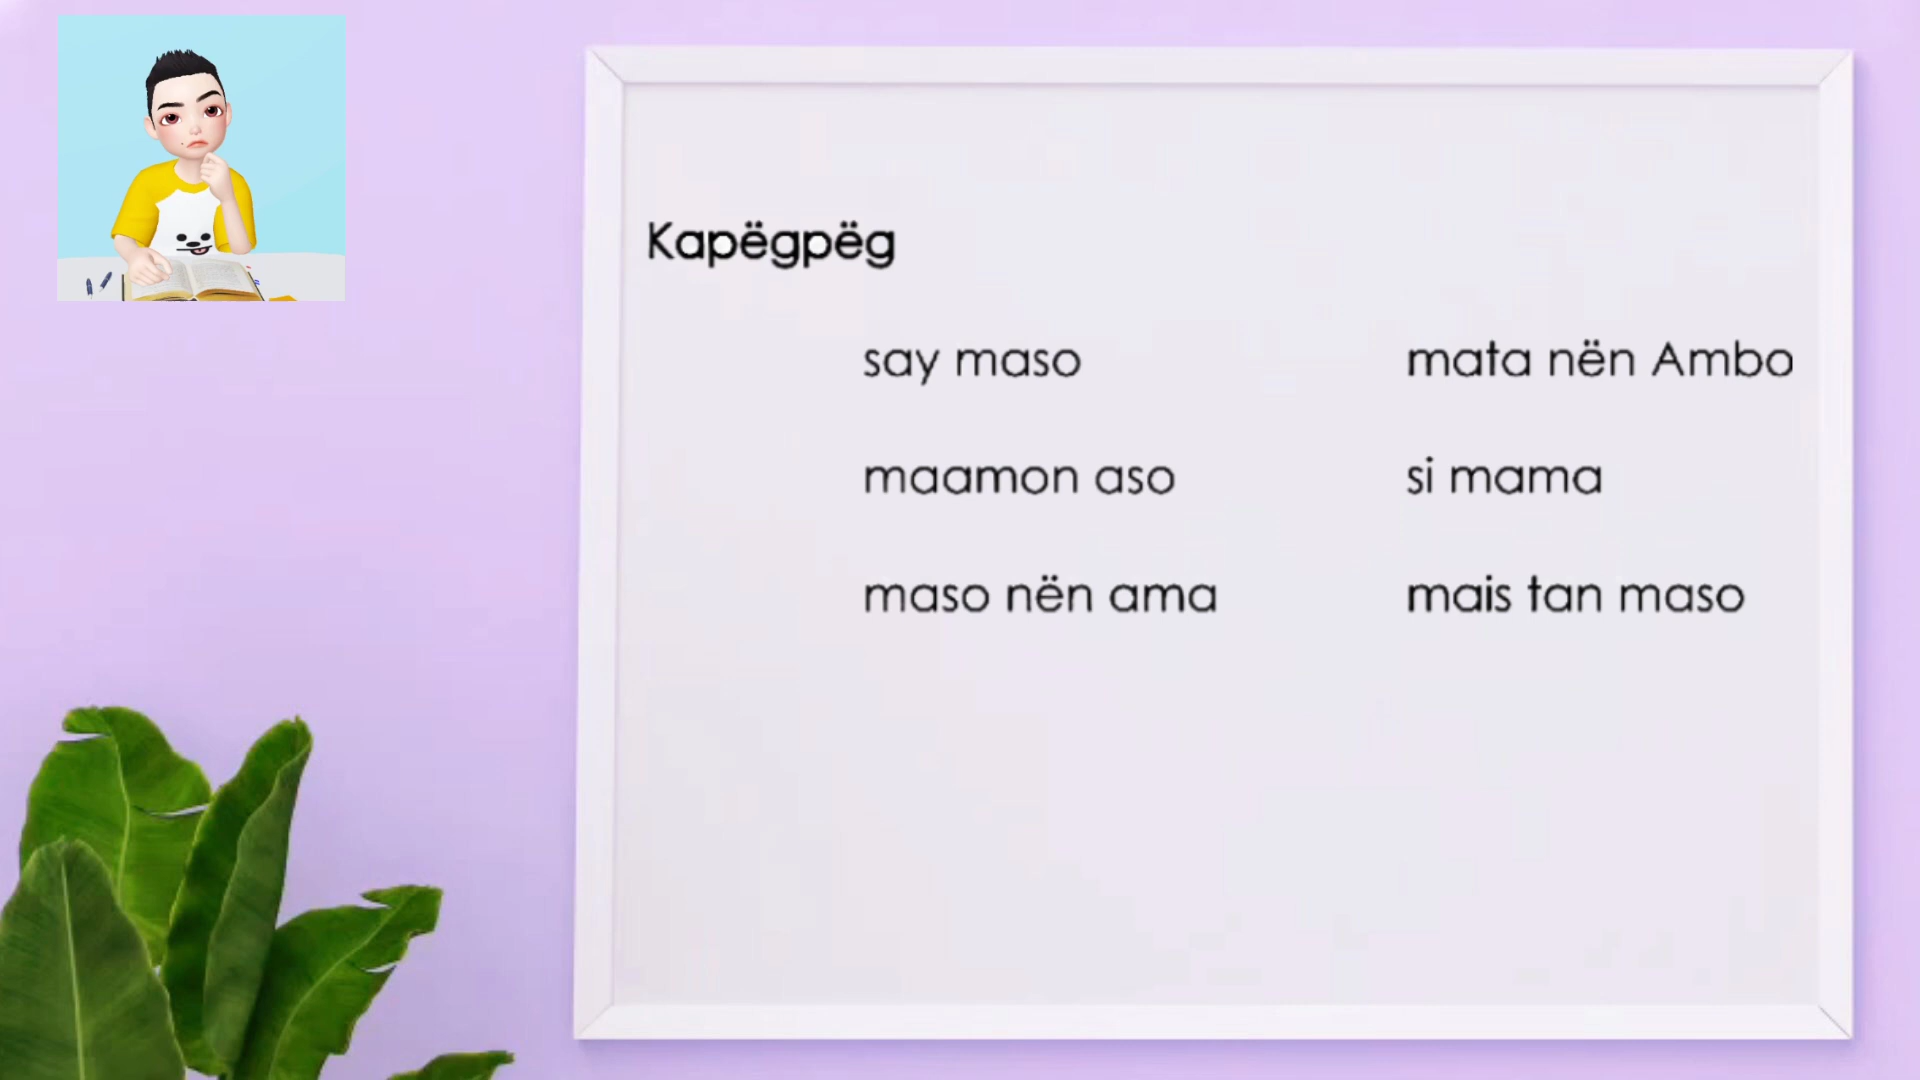 Kapëgpëg
say maso mata nën Ambo
maamon aso si mama
maso nën ama mais tan maso